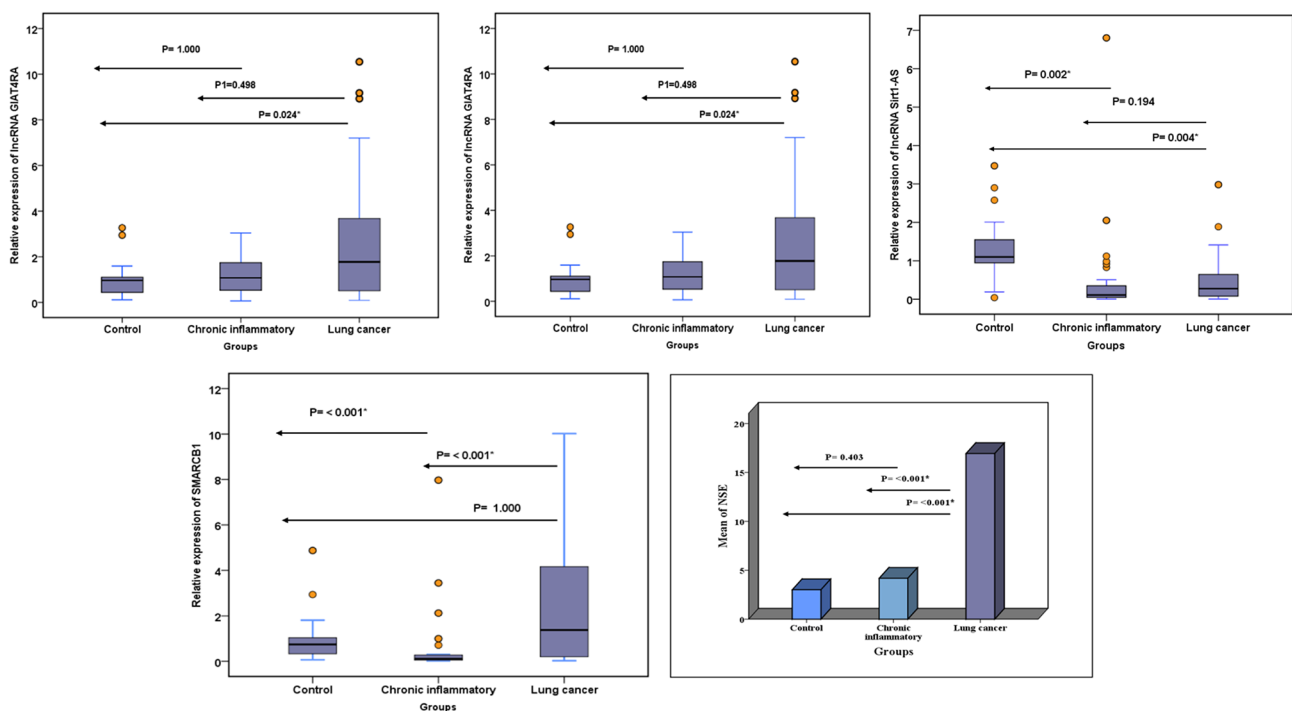 12
10
8
6
4
2
0
Relative expression of lncRNA GIAT4RA
P= 1.000
P1=0.498
P= 0.024*
Control
Chronic inflammatory
Lung cancer
Groups
12
10
8
6
4
2
0
Relative expression of lncRNA GIAT4RA
P= 1.000
P1=0.498
P= 0.024*
Control
Chronic inflammatory
Lung cancer
Groups
7
6
5
4
3
2
1
0
Relative expression of lncRNA Sirt1-AS
P= 0.002*
P= 0.194
P= 0.004*
Control
Chronic inflammatory
Lung cancer
Groups
12
10
8
6
4
2
0
Relative expression of SMARCB1
P= < 0.001*
P= < 0.001*
P= 1.000
Control
Chronic inflammatory
Lung cancer
Groups
20
15
10
5
0
Mean of NSE
P= 0.403
P= <0.001*
P= <0.001*
Control
Chronic
inflammatory
Lung cancer
Groups